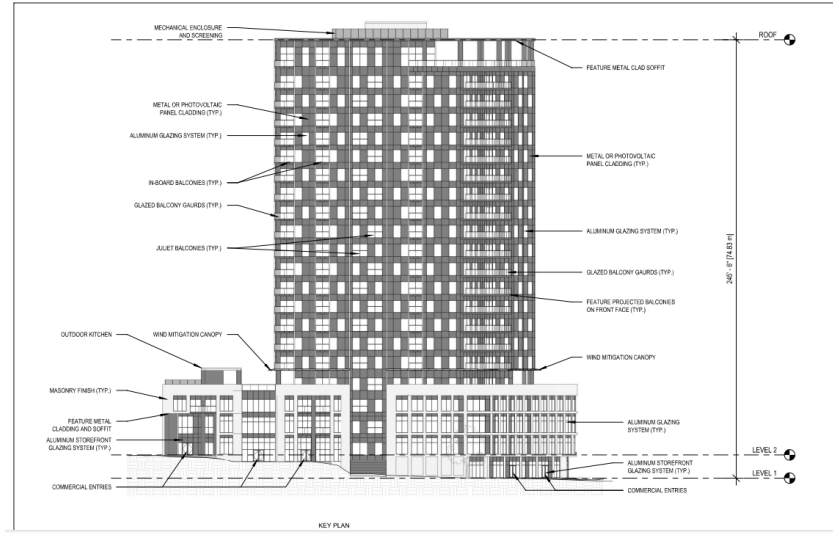 MECHANICAL ENCLOSURE
AND SCREENING
ROOF
FEATURE METAL CLAD SOFFIT
METAL OR PHOTOVOLTAIC
PANEL CLADDING (TYP.)
ALUMINUM GLAZING SYSTEM (TYP.)
METAL OR PHOTOVOLTAIC
PANEL CLADDING (TYP.)
IN-BOARD BALCONIES (TYP.)
GLAZED BALCONY GAURDS (TYP.)
ALUMINUM GLAZING SYSTEM (TYP.)
JULIET BALCONIES (TYP.)
245' - 6" [74.83 m]
GLAZED BALCONY GAURDS (TYP.)
FEATURE PROJECTED BALCONIES
ON FRONT FACE (TYP.)
OUTDOOR KITCHEN
WIND MITIGATION CANOPY
WIND MITIGATION CANOPY
MASONRY FINISH (TYP.)
FEATURE METAL
CLADDING AND SOFFIT
ALUMINUM GLAZING
SYSTEM (TYP.)
ALUMINUM STOREFRONT
GLAZING SYSTEM (TYP.)
LEVEL 2
ALUMINUM STOREFRONT
GLAZING SYSTEM (TYP.)
LEVEL 1
COMMERCIAL ENTRIES
COMMERCIAL ENTRIES
KEY PLAN